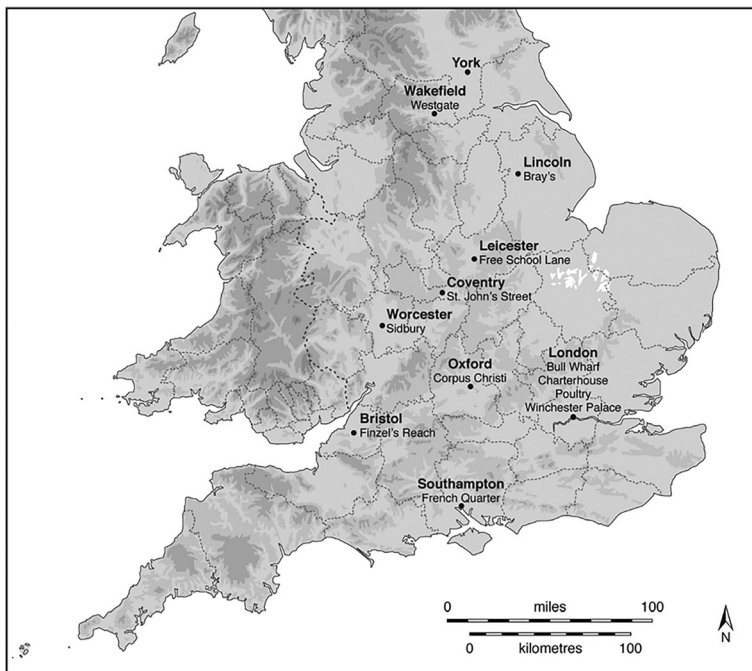 York
Wakefield
Westgate
Lincoln
Bray's
Leicester
Free School Lane
Coventry
St. John's Street
Worcester
Sidbury
Oxford
Corpus Christi
London
Bull Wharf
Charterhouse
Poultry
Winchester Palace
Bristol
Finzel's Reach
Southampton
French Quarter
0 miles 100
0 kilometres 100
N